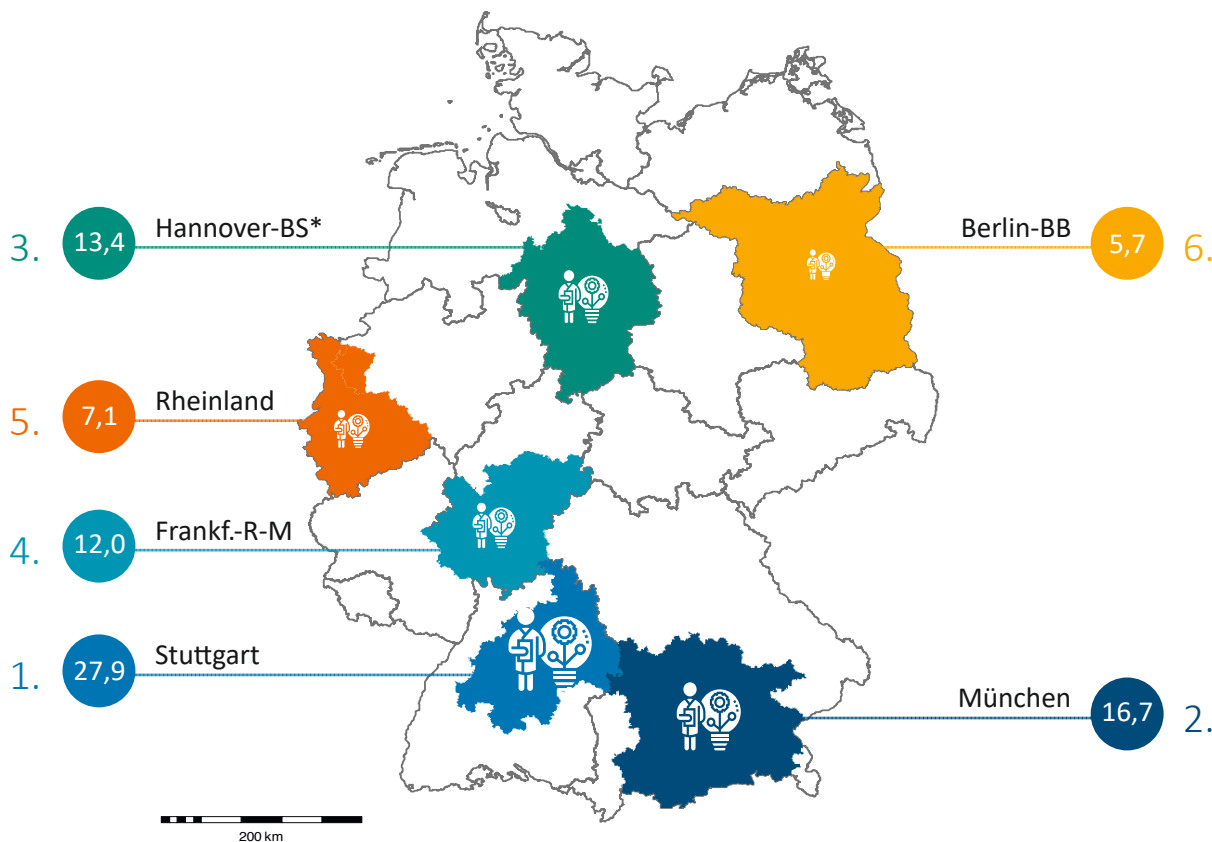 3. 13,4 Hannover-BS*
Berlin-BB 5,7 6.
5. 7,1 Rheinland
4. 12,0 Frankf.-R-M
1. 27,9 Stuttgart
München 16,7 2.
200 km